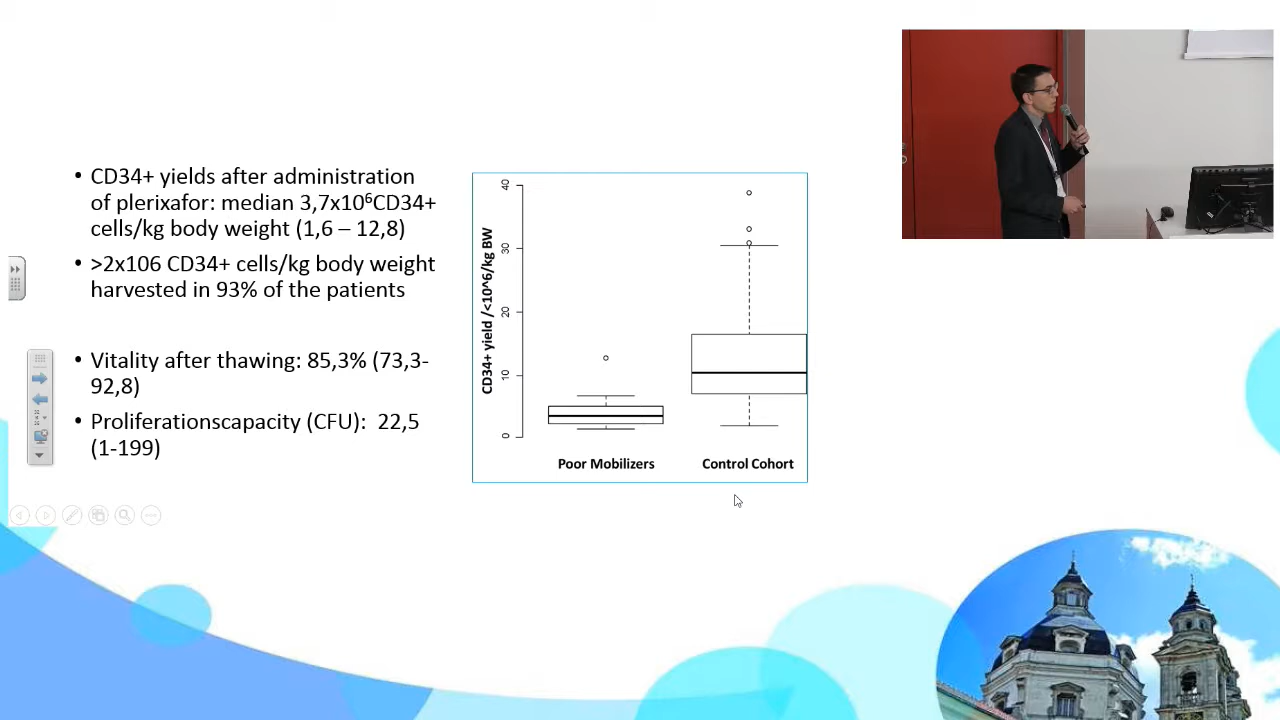 • CD34+ yields after administration
of plerixafor: median 3,7x10⁶CD34+
cells/kg body weight (1,6 – 12,8)
• >2x106 CD34+ cells/kg body weight
harvested in 93% of the patients
• Vitality after thawing: 85,3% (73,3-
92,8)
• Proliferationscapacity (CFU):  22,5
(1-199)
CD34+ yield /<10^6/kg BW
40
30
20
10
0
Poor Mobilizers
Control Cohort